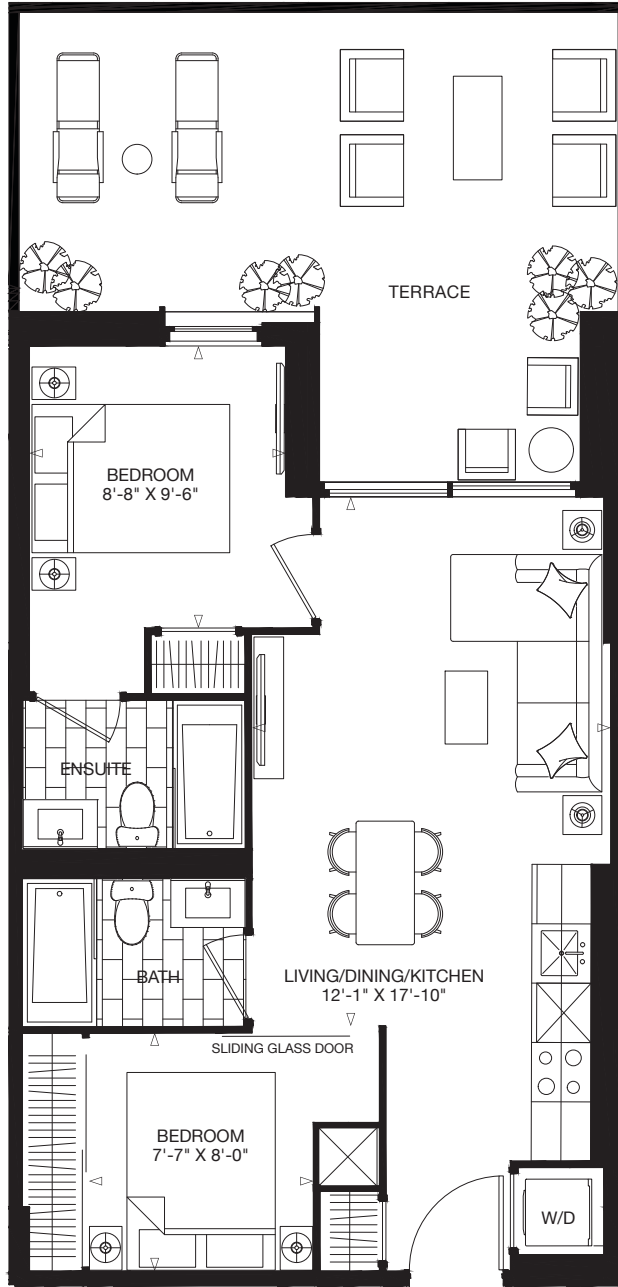 TERRACE
BEDROOM
8'-8" X 9'-6"
ENSUITE
BATH
LIVING/DINING/KITCHEN
12'-1" X 17'-10"
SLIDING GLASS DOOR
BEDROOM
7'-7" X 8'-0"
W/D